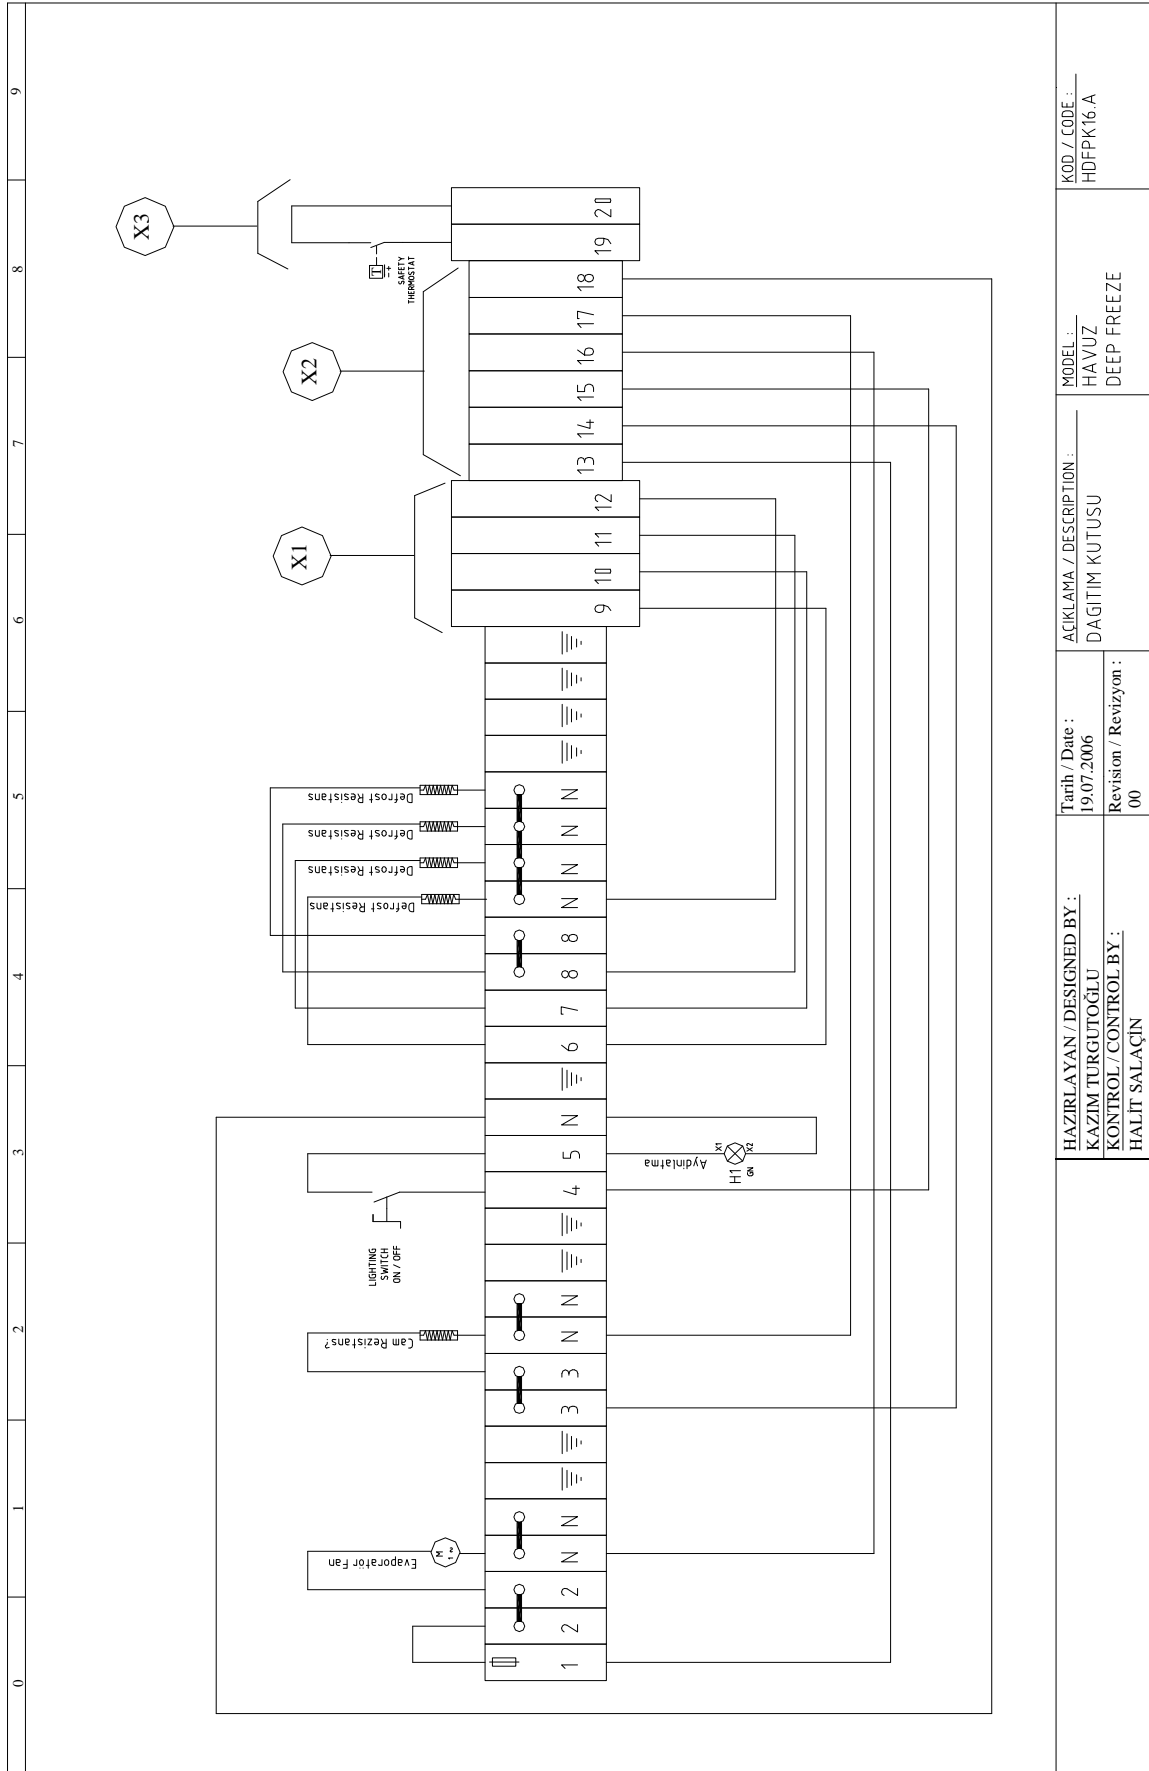 0
1
2
3
4
5
6
7
8
9
X1
X2
X3
Evaporatör Fan
M
1~
Cam Rezistans?
LIGHTING
SWITCH
ON / OFF
Defrost Resistans
Defrost Resistans
Defrost Resistans
Defrost Resistans
T
- +
SAFETY
THERMOSTAT
1
2
2
N
N
3
3
N
N
4
5
N
6
7
8
8
N
N
N
N
9
10
11
12
13
14
15
16
17
18
19
20
Aydinlatma
H1
GN
X1
X2
HAZIRLAYAN / DESIGNED BY :
KAZIM TURGUTOĞLU
KONTROL / CONTROL BY :
HALİT SALAÇİN
Tarih / Date :
19.07.2006
Revision / Revizyon :
00
AÇIKLAMA / DESCRIPTION :
DAGITIM KUTUSU
MODEL :
HAVUZ
DEEP FREEZE
KOD / CODE :
HDFPK16.A